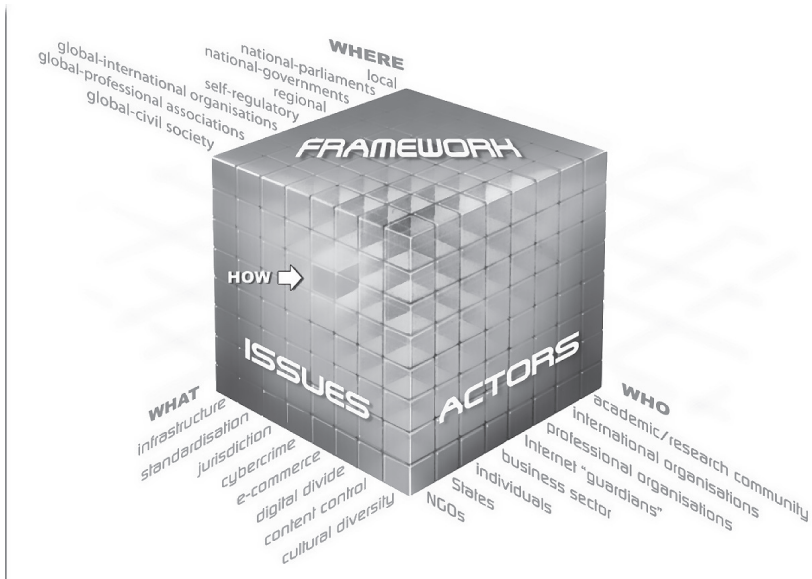 WHERE
local
national-parliaments
national-governments
regional
self-regulatory
global-international organisations
global-professional associations
global-civil society
FRAMEWORK
HOW
ISSUES
ACTORS
WHAT
infrastructure
standardisation
jurisdiction
cybercrime
e-commerce
digital divide
content control
cultural diversity
WHO
academic/research community
international organisations
professional organisations
Internet "guardians"
business sector
individuals
States
NGOs